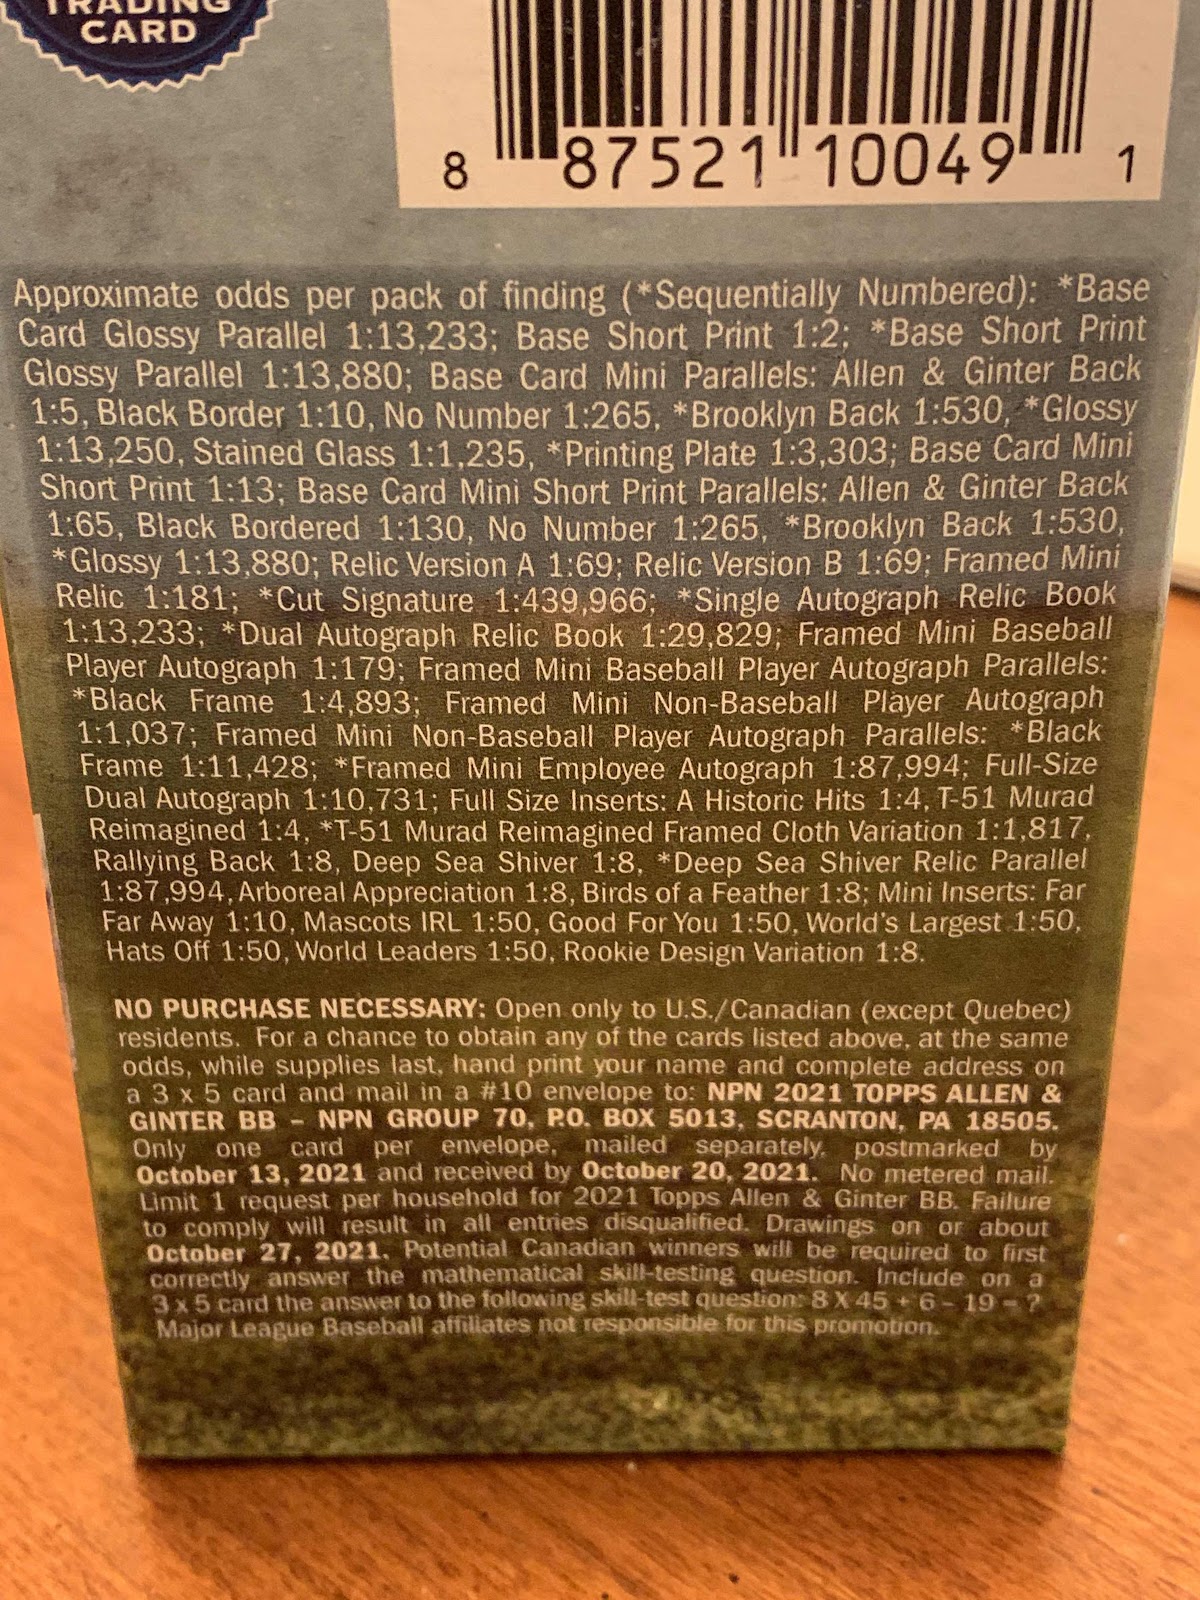 TRADING
CARD
8 87521 10049 1
Approximate odds per pack of finding (*Sequentially Numbered): *Base
Card Glossy Parallel 1:13,233; Base Short Print 1:2; *Base Short Print
Glossy Parallel 1:13,880; Base Card Mini Parallels: Allen & Ginter Back
1:5, Black Border 1:10, No Number 1:265, *Brooklyn Back 1:530, *Glossy
1:13,250, Stained Glass 1:1,235, *Printing Plate 1:3,303; Base Card Mini
Short Print 1:13; Base Card Mini Short Print Parallels: Allen & Ginter Back
1:65, Black Bordered 1:130, No Number 1:265, *Brooklyn Back 1:530,
*Glossy 1:13,880; Relic Version A 1:69; Relic Version B 1:69; Framed Mini
Relic 1:181; *Cut Signature 1:439,966; *Single Autograph Relic Book
1:13,233; *Dual Autograph Relic Book 1:29,829; Framed Mini Baseball
Player Autograph 1:179; Framed Mini Baseball Player Autograph Parallels:
*Black Frame 1:4,893; Framed Mini Non-Baseball Player Autograph
1:1,037; Framed Mini Non-Baseball Player Autograph Parallels: *Black
Frame 1:11,428; *Framed Mini Employee Autograph 1:87,994; Full-Size
Dual Autograph 1:10,731; Full Size Inserts: A Historic Hits 1:4, T-51 Murad
Reimagined 1:4, *T-51 Murad Reimagined Framed Cloth Variation 1:1,817,
Rallying Back 1:8, Deep Sea Shiver 1:8, *Deep Sea Shiver Relic Parallel
1:87,994, Arboreal Appreciation 1:8, Birds of a Feather 1:8; Mini Inserts: Far
Far Away 1:10, Mascots IRL 1:50, Good For You 1:50, World's Largest 1:50,
Hats Off 1:50, World Leaders 1:50, Rookie Design Variation 1:8.
NO PURCHASE NECESSARY: Open only to U.S./Canadian (except Quebec)
residents. For a chance to obtain any of the cards listed above, at the same
odds, while supplies last, hand print your name and complete address on
a 3 x 5 card and mail in a #10 envelope to: NPN 2021 TOPPS ALLEN &
GINTER BB – NPN GROUP 70, P.O. BOX 5013, SCRANTON, PA 18505.
Only one card per envelope, mailed separately, postmarked by
October 13, 2021 and received by October 20, 2021. No metered mail.
Limit 1 request per household for 2021 Topps Allen & Ginter BB. Failure
to comply will result in all entries disqualified. Drawings on or about
October 27, 2021. Potential Canadian winners will be required to first
correctly answer the mathematical skill-testing question. Include on a
3 x 5 card the answer to the following skill-test question: 8 X 45 + 6 – 19 = ?
Major League Baseball affiliates not responsible for this promotion.